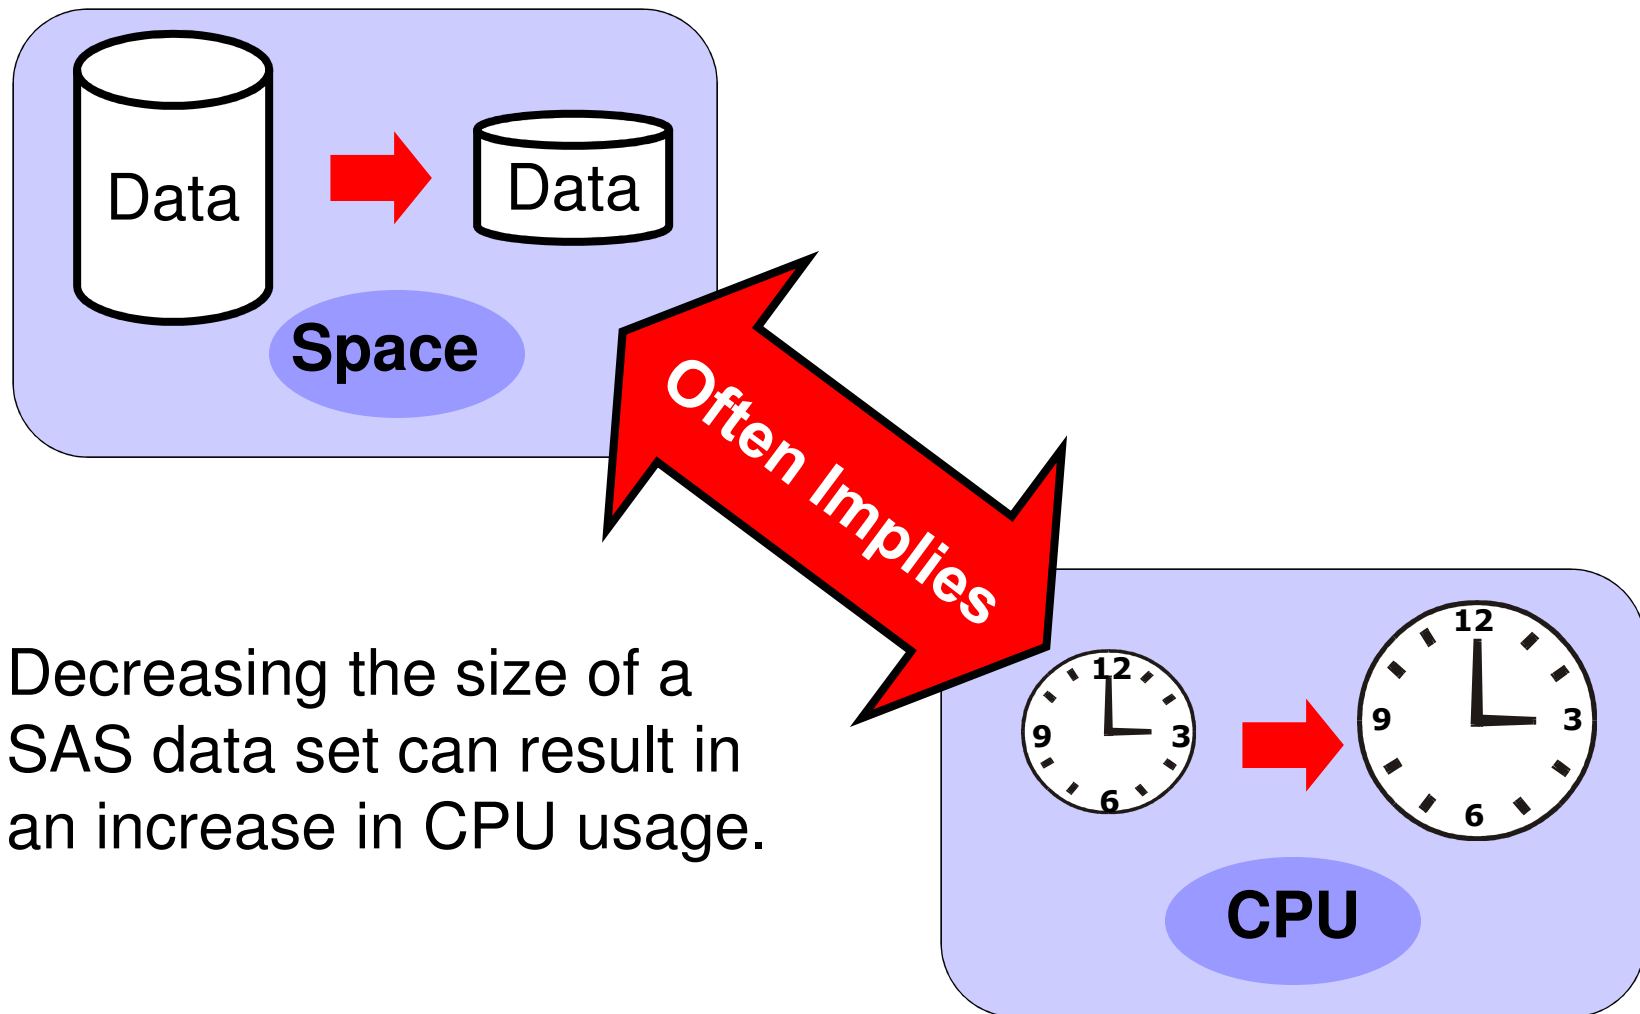 Data
Data
Space
Often Implies
Decreasing the size of a
SAS data set can result in
an increase in CPU usage.
12
9
3
6
12
9
3
6
CPU